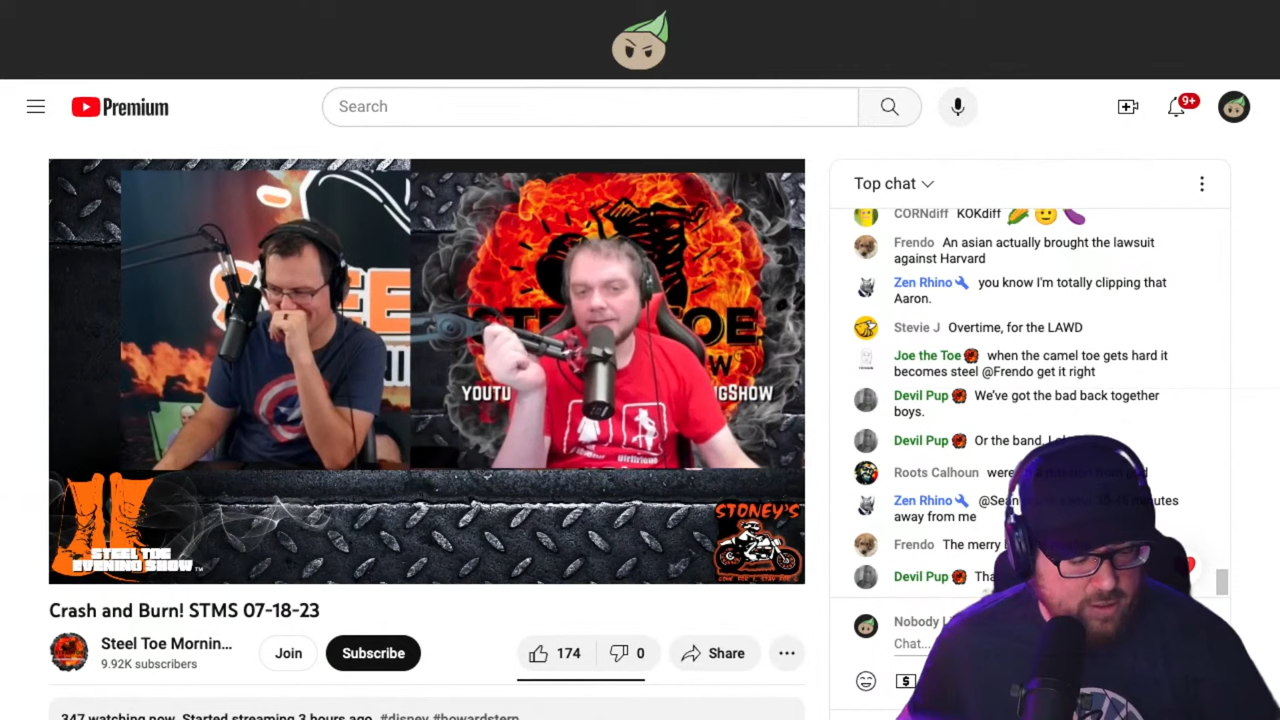 Premium
Search
9+
YOUTU
NGSHOW
STEEL TOE
EVENING SHOW™
STONEY'S
Crash and Burn! STMS 07-18-23
Steel Toe Mornin...
9.92K subscribers
Join
Subscribe
174
0
Share
347 watching now Started streaming 3 hours ago #disney #howardstern
Top chat
CORNdiff KOKdiff
Frendo An asian actually brought the lawsuit
against Harvard
Zen Rhino you know I'm totally clipping that
Aaron.
Stevie J Overtime, for the LAWD
Joe the Toe when the camel toe gets hard it
becomes steel @Frendo get it right
Devil Pup We've got the bad back together
boys.
Devil Pup Or the band.
Roots Calhoun were
Zen Rhino @Sean
away from me
Frendo The merry
Devil Pup
Nobody
Chat...